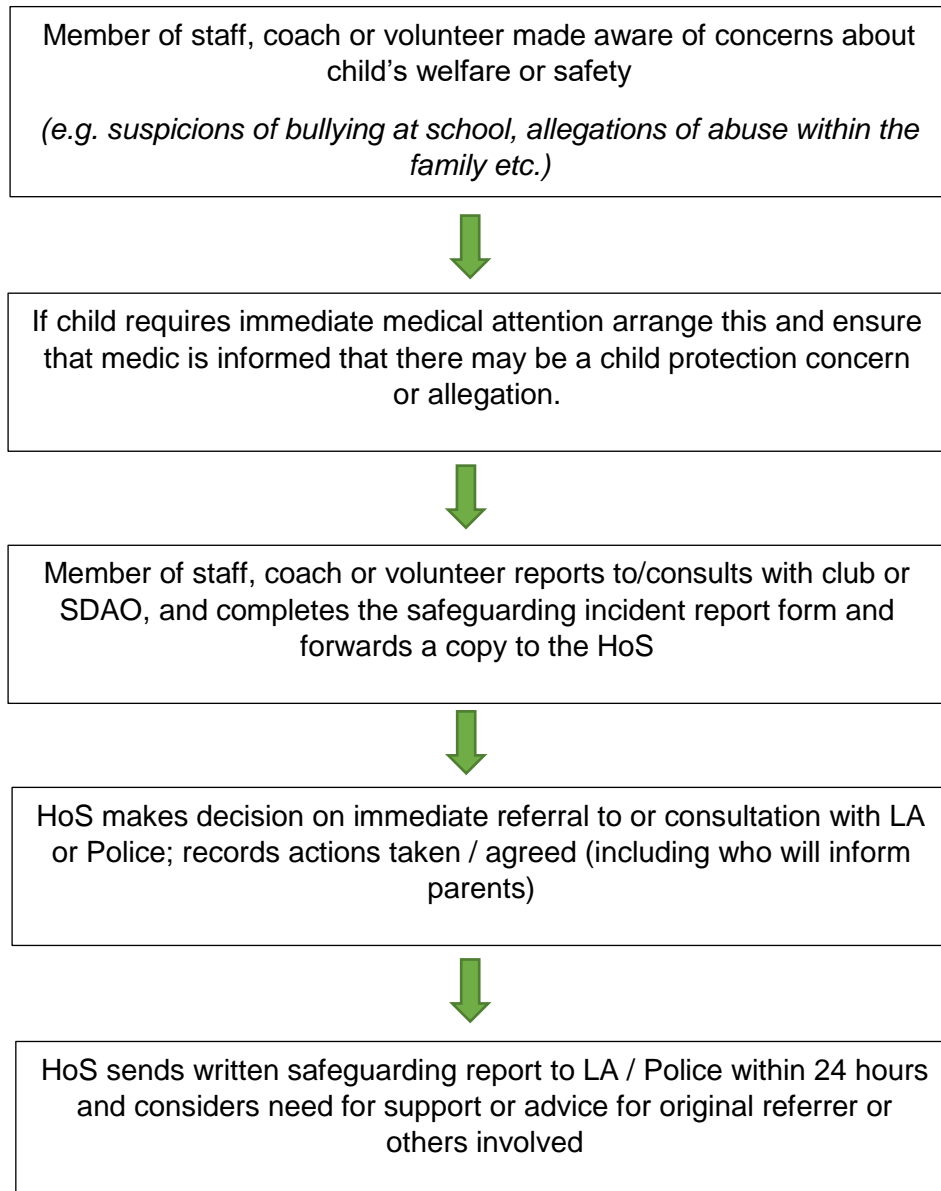 Member of staff, coach or volunteer made aware of concerns about
child’s welfare or safety
(e.g. suspicions of bullying at school, allegations of abuse within the
family etc.)
If child requires immediate medical attention arrange this and ensure
that medic is informed that there may be a child protection concern
or allegation.
Member of staff, coach or volunteer reports to/consults with club or
SDAO, and completes the safeguarding incident report form and
forwards a copy to the HoS
HoS makes decision on immediate referral to or consultation with LA
or Police; records actions taken / agreed (including who will inform
parents)
HoS sends written safeguarding report to LA / Police within 24 hours
and considers need for support or advice for original referrer or
others involved